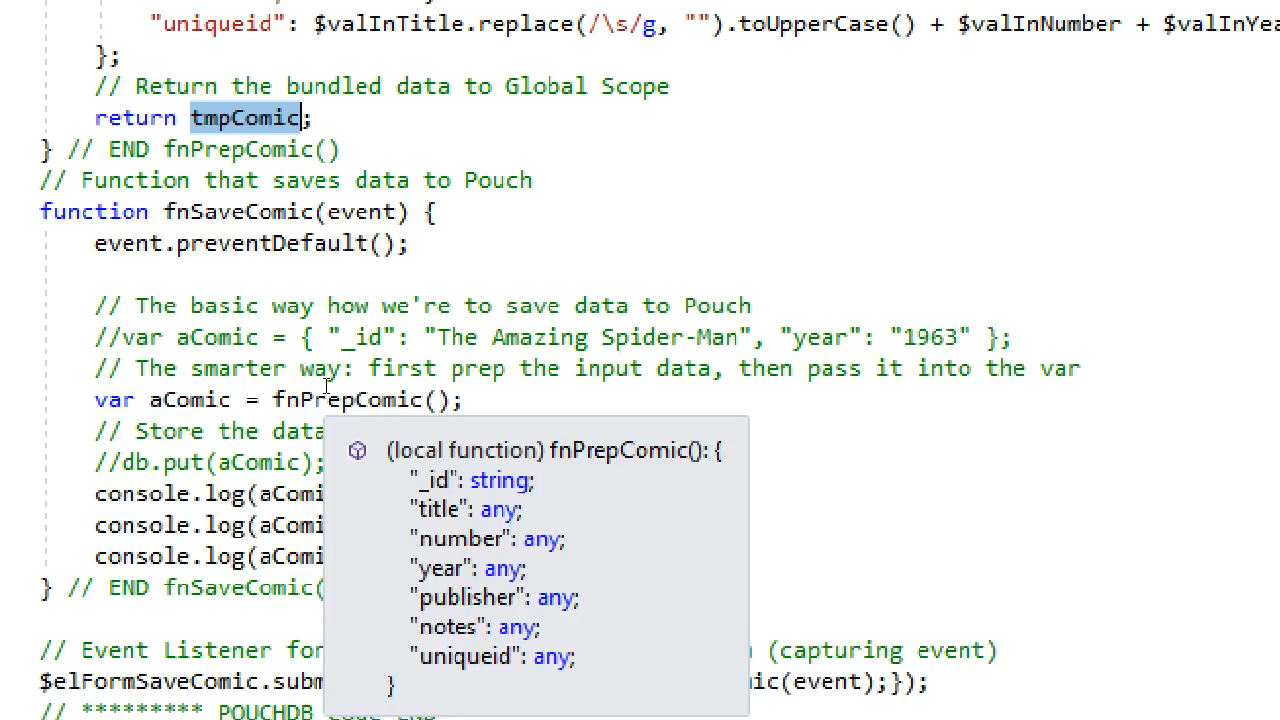 "uniqueid": $valInTitle.replace(/\s/g, "").toUpperCase() + $valInNumber + $valInYea
};
// Return the bundled data to Global Scope
return tmpComic;
} // END fnPrepComic()
// Function that saves data to Pouch
function fnSaveComic(event) {
event.preventDefault();
// The basic way how we're to save data to Pouch
//var aComic = { "_id": "The Amazing Spider-Man", "year": "1963" };
// The smarter way: first prep the input data, then pass it into the var
var aComic = fnPrepComic();
// Store the data
//db.put(aComic);
console.log(aComi
console.log(aComi
console.log(aComi
} // END fnSaveComic(
(local function) fnPrepComic(): {
"_id": string;
"title": any;
"number": any;
"year": any;
"publisher": any;
"notes": any;
"uniqueid": any;
}
// Event Listener for (capturing event)
$elFormSaveComic.subm ic(event);});
// ********* POUCHDB Code END